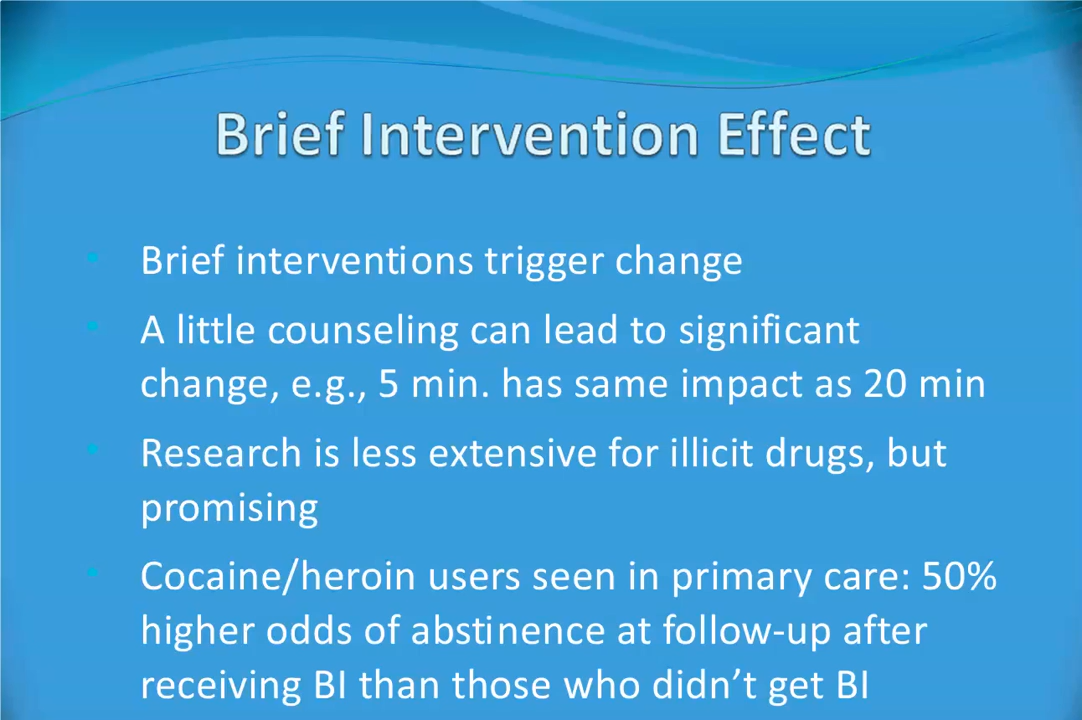 Brief Intervention Effect
Brief interventions trigger change
A little counseling can lead to significant
change, e.g., 5 min. has same impact as 20 min
Research is less extensive for illicit drugs, but
promising
Cocaine/heroin users seen in primary care: 50%
higher odds of abstinence at follow-up after
receiving BI than those who didn’t get BI